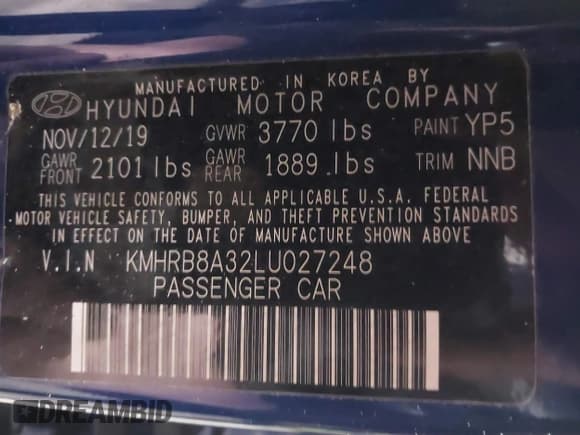 MANUFACTURED IN KOREA BY
HYUNDAI MOTOR COMPANY
NOV/12/19 GVWR 3770 lbs PAINT YP5
GAWR FRONT 2101 lbs GAWR REAR 1889 lbs TRIM NNB
THIS VEHICLE CONFORMS TO ALL APPLICABLE U.S.A. FEDERAL
MOTOR VEHICLE SAFETY, BUMPER, AND THEFT PREVENTION STANDARDS
IN EFFECT ON THE DATE OF MANUFACTURE SHOWN ABOVE
V.I.N KMHRB8A32LU027248
PASSENGER CAR
DREAMBID